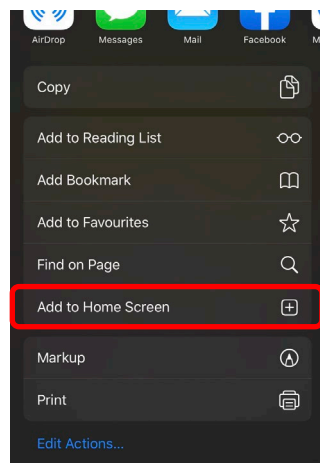 AirDrop Messages Mail Facebook M
Copy
Add to Reading List
Add Bookmark
Add to Favourites
Find on Page
Add to Home Screen
Markup
Print
Edit Actions...